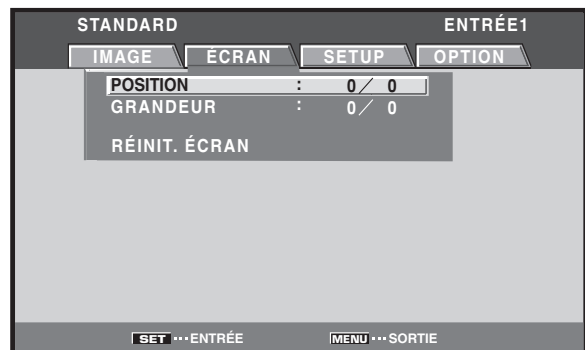 STANDARD ENTRÉE1
IMAGE ÉCRAN SETUP OPTION
POSITION : 0/ 0
GRANDEUR : 0/ 0
RÉINIT. ÉCRAN
SET ···ENTRÉE MENU ···SORTIE